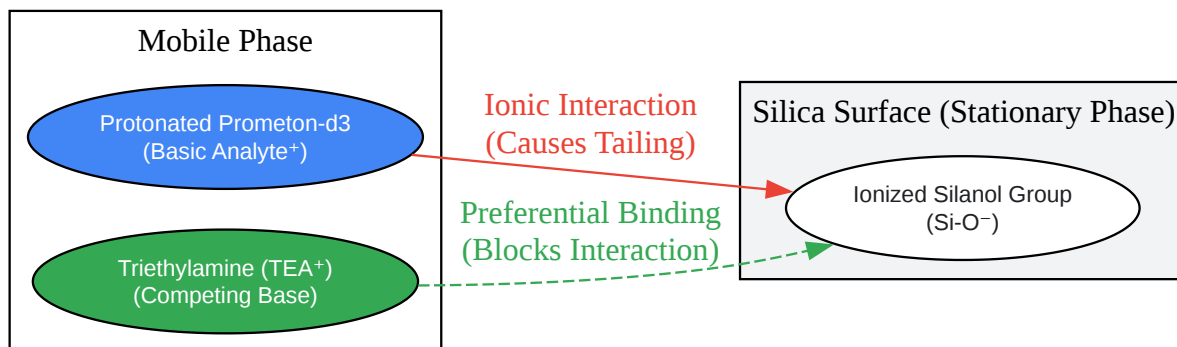 Mobile Phase
Protonated Prometon-d3
(Basic Analyte⁺)
Triethylamine (TEA⁺)
(Competing Base)
Ionic Interaction
(Causes Tailing)
Preferential Binding
(Blocks Interaction)
Silica Surface (Stationary Phase)
Ionized Silanol Group
(Si-O⁻)